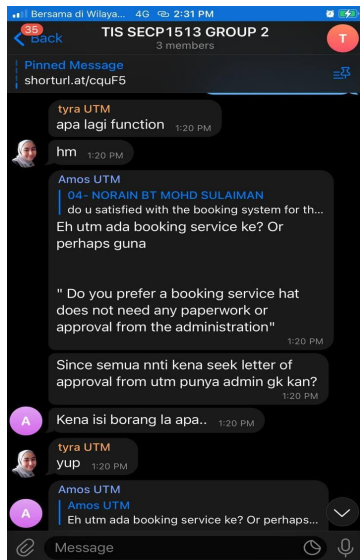 Bersama di Wilaya... 4G 2:31 PM
35
Back
TIS SECP1513 GROUP 2
3 members
T
Pinned Message
shorturl.at/cquF5
tyra UTM
apa lagi function 1:20 PM
hm 1:20 PM
Amos UTM
04- NORAIN BT MOHD SULAIMAN
do u satisfied with the booking system for th...
Eh utm ada booking service ke? Or
perhaps guna
" Do you prefer a booking service hat
does not need any paperwork or
approval from the administration"
1:20 PM
Since semua nnti kena seek letter of
approval from utm punya admin gk kan?
1:20 PM
A
Kena isi borang la apa.. 1:20 PM
tyra UTM
yup 1:20 PM
Amos UTM
A
Amos UTM
Eh utm ada booking service ke? Or perhaps...
Message